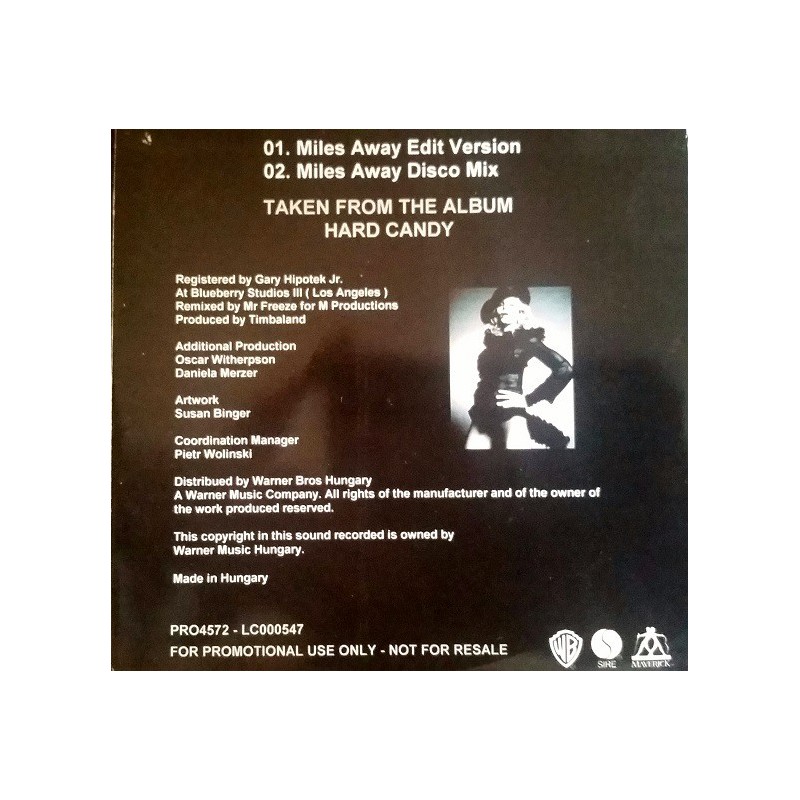 01. Miles Away Edit Version
02. Miles Away Disco Mix
TAKEN FROM THE ALBUM
HARD CANDY
Registered by Gary Hipotek Jr.
At Blueberry Studios III ( Los Angeles )
Remixed by Mr Freeze for M Productions
Produced by Timbaland
Additional Production
Oscar Witherpson
Daniela Merzer
Artwork
Susan Binger
Coordination Manager
Pietr Wolinski
Distribued by Warner Bros Hungary
A Warner Music Company. All rights of the manufacturer and of the owner of
the work produced reserved.
This copyright in this sound recorded is owned by
Warner Music Hungary.
Made in Hungary
PRO4572 - LC000547
FOR PROMOTIONAL USE ONLY - NOT FOR RESALE
WB
SIRE
MAVERICK